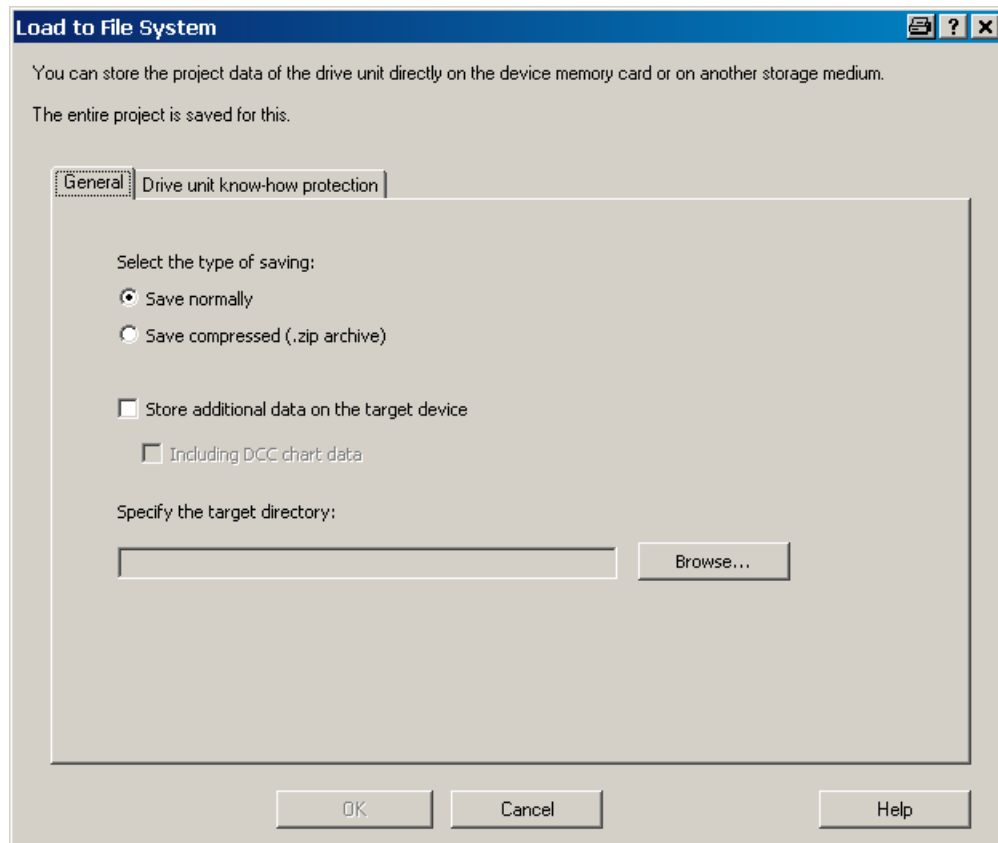 Load to File System
You can store the project data of the drive unit directly on the device memory card or on another storage medium.
The entire project is saved for this.
General
Drive unit know-how protection
Select the type of saving:
Save normally
Save compressed (.zip archive)
Store additional data on the target device
Including DCC chart data
Specify the target directory:
Browse...
OK
Cancel
Help